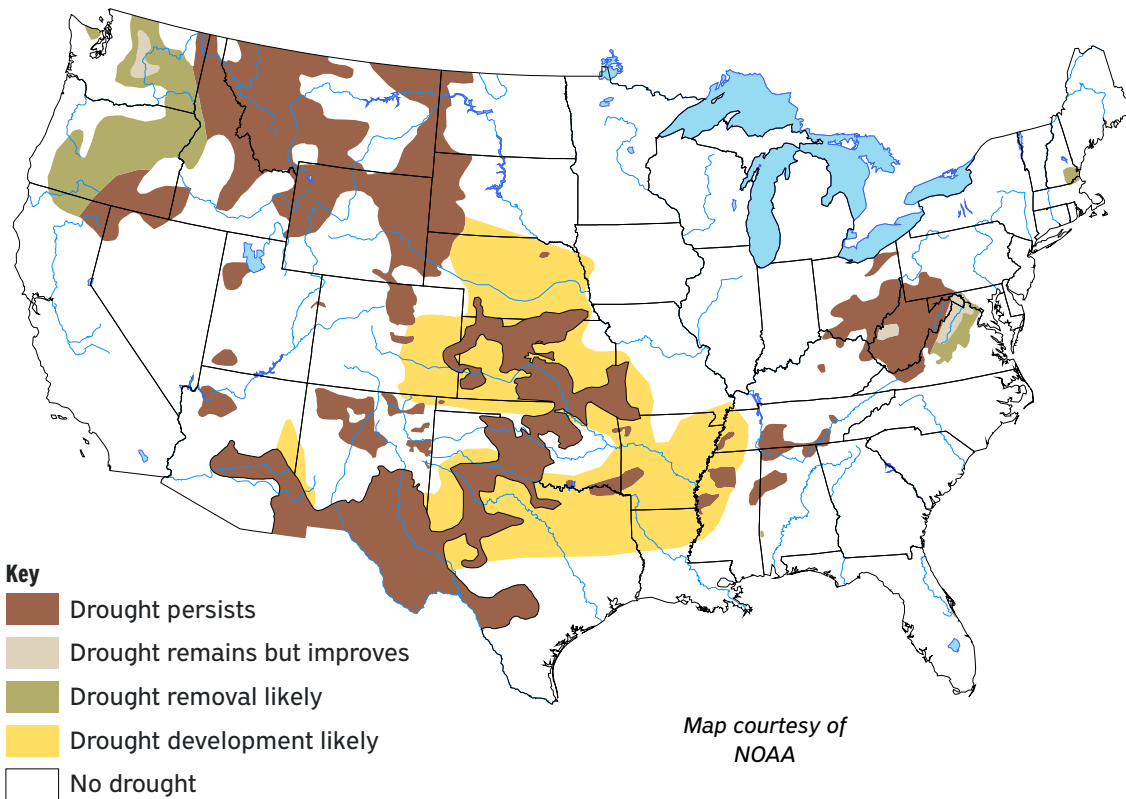 Key
Drought persists
Drought remains but improves
Drought removal likely
Drought development likely
No drought
Map courtesy of
NOAA